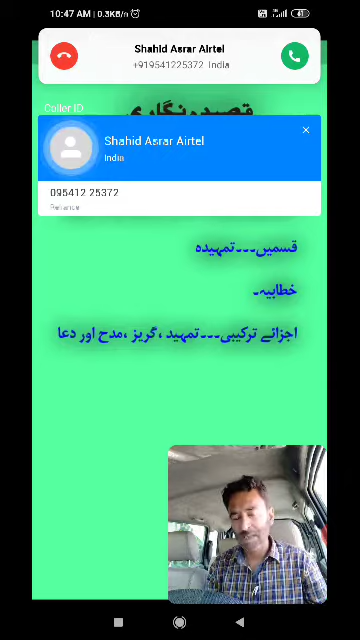 10:47 AM | 0.3KB/s
41
Shahid Asrar Airtel
+919541225372 India
Caller ID
قصیدہ نگاری
Shahid Asrar Airtel
India
095412 25372
Reliance
قسمیں۔۔۔تمہیدہ
خطابیہ۔
اجزائے ترکیبی۔۔۔تمہید ،گریز ،مدح اور دعا